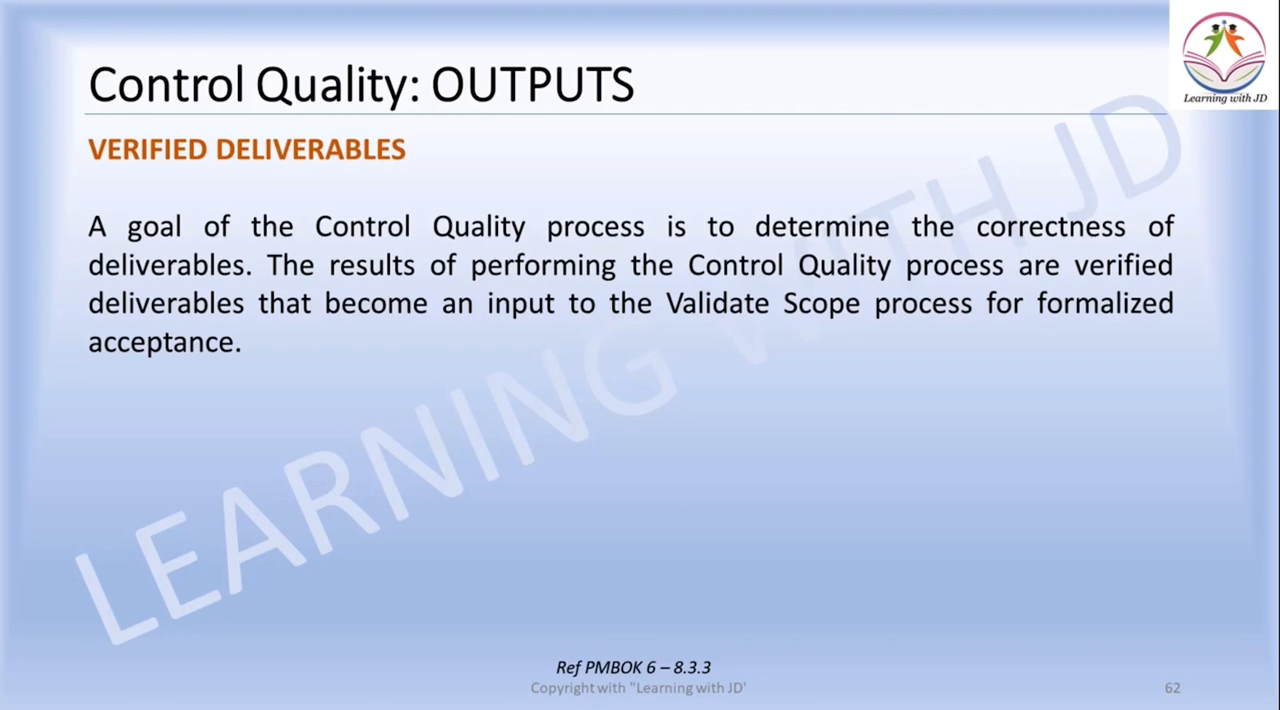 Control Quality: OUTPUTS
Learning with JD
VERIFIED DELIVERABLES
A goal of the Control Quality process is to determine the correctness of
deliverables. The results of performing the Control Quality process are verified
deliverables that become an input to the Validate Scope process for formalized
acceptance.
LEARNING WITH JD
Ref PMBOK 6 – 8.3.3
Copyright with "Learning with JD'
62